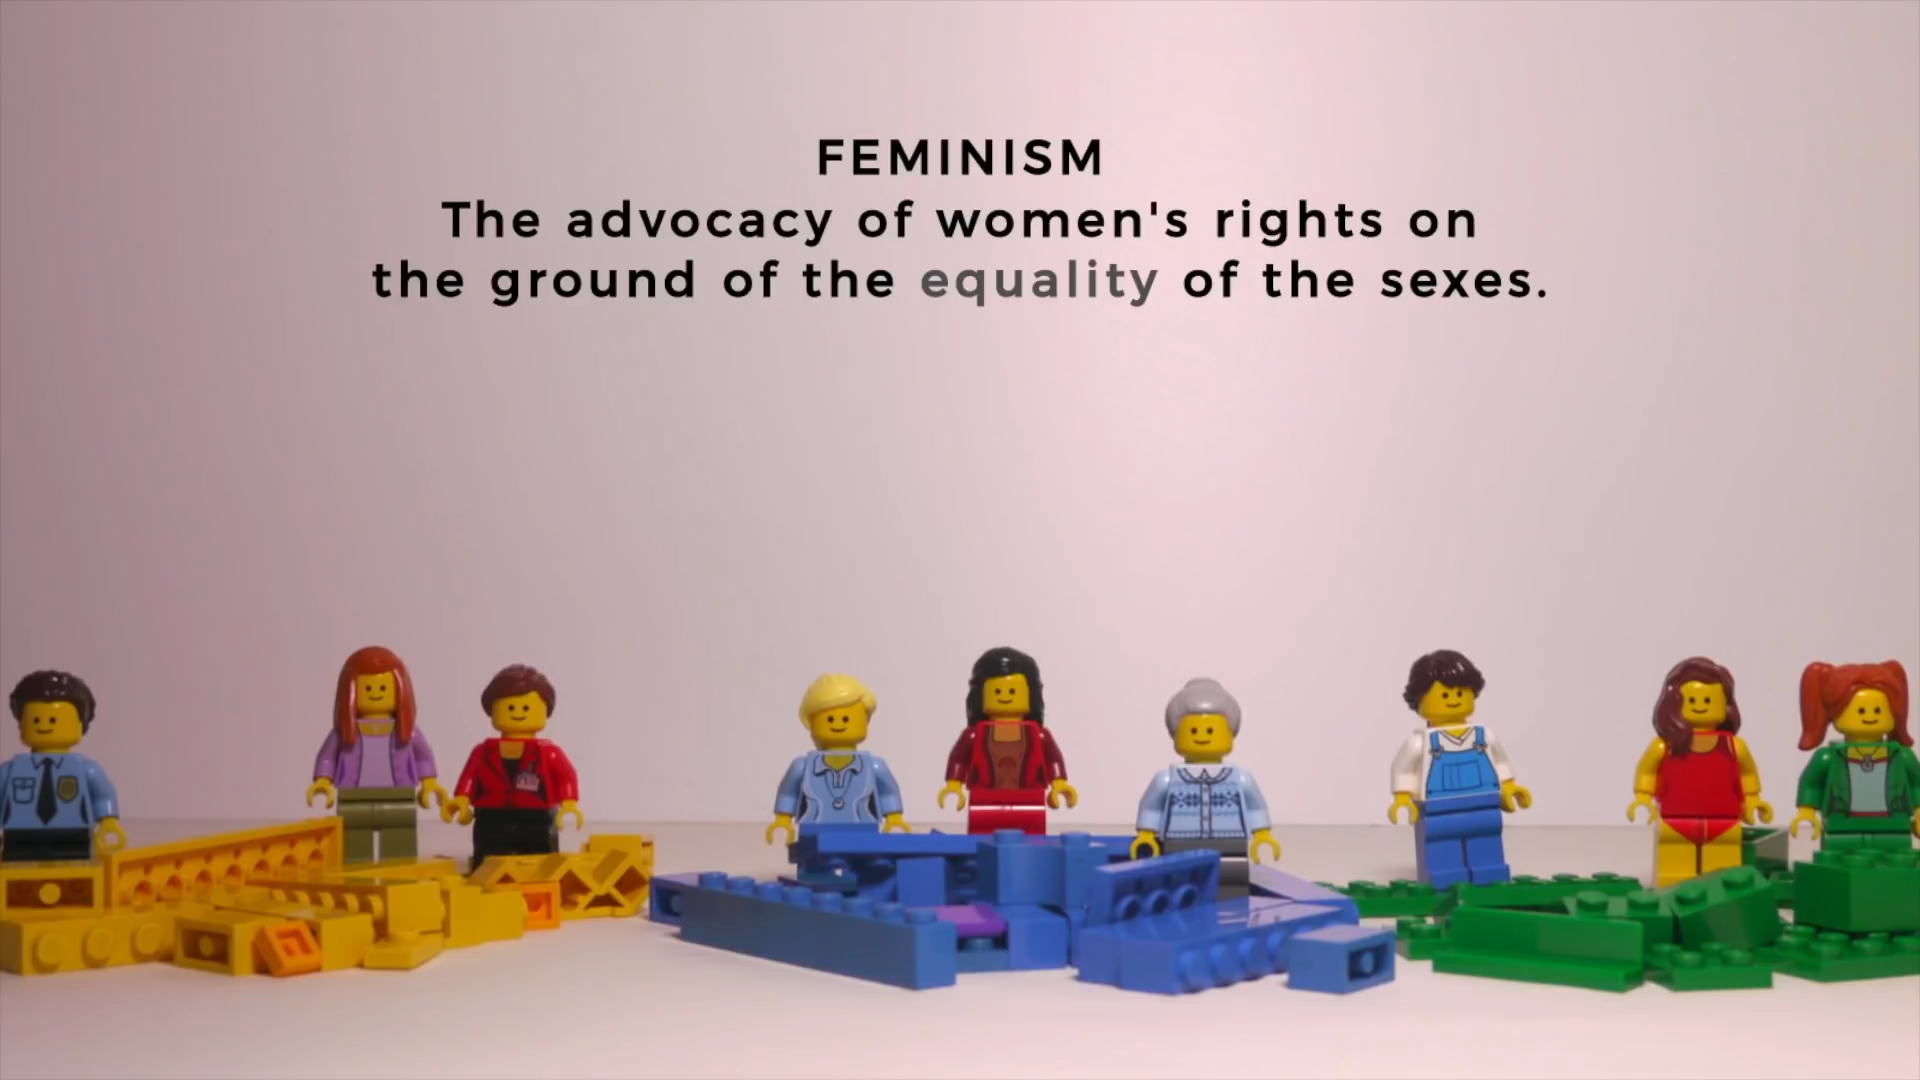 FEMINISM
The advocacy of women's rights on
the ground of the equality of the sexes.